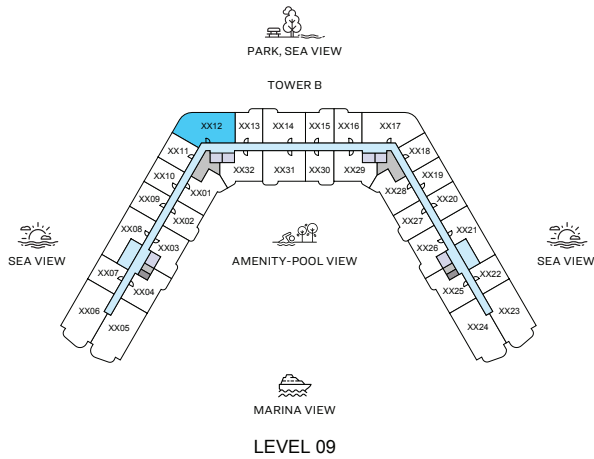 PARK, SEA VIEW
TOWER B
XX12
XX13
XX14
XX15
XX16
XX17
XX11
XX18
XX10
XX01
XX32
XX31
XX30
XX29
XX28
XX19
XX09
XX02
XX27
XX20
XX08
XX03
XX26
XX21
SEA VIEW
AMENITY-POOL VIEW
SEA VIEW
XX07
XX04
XX25
XX22
XX06
XX05
XX24
XX23
MARINA VIEW
LEVEL 09